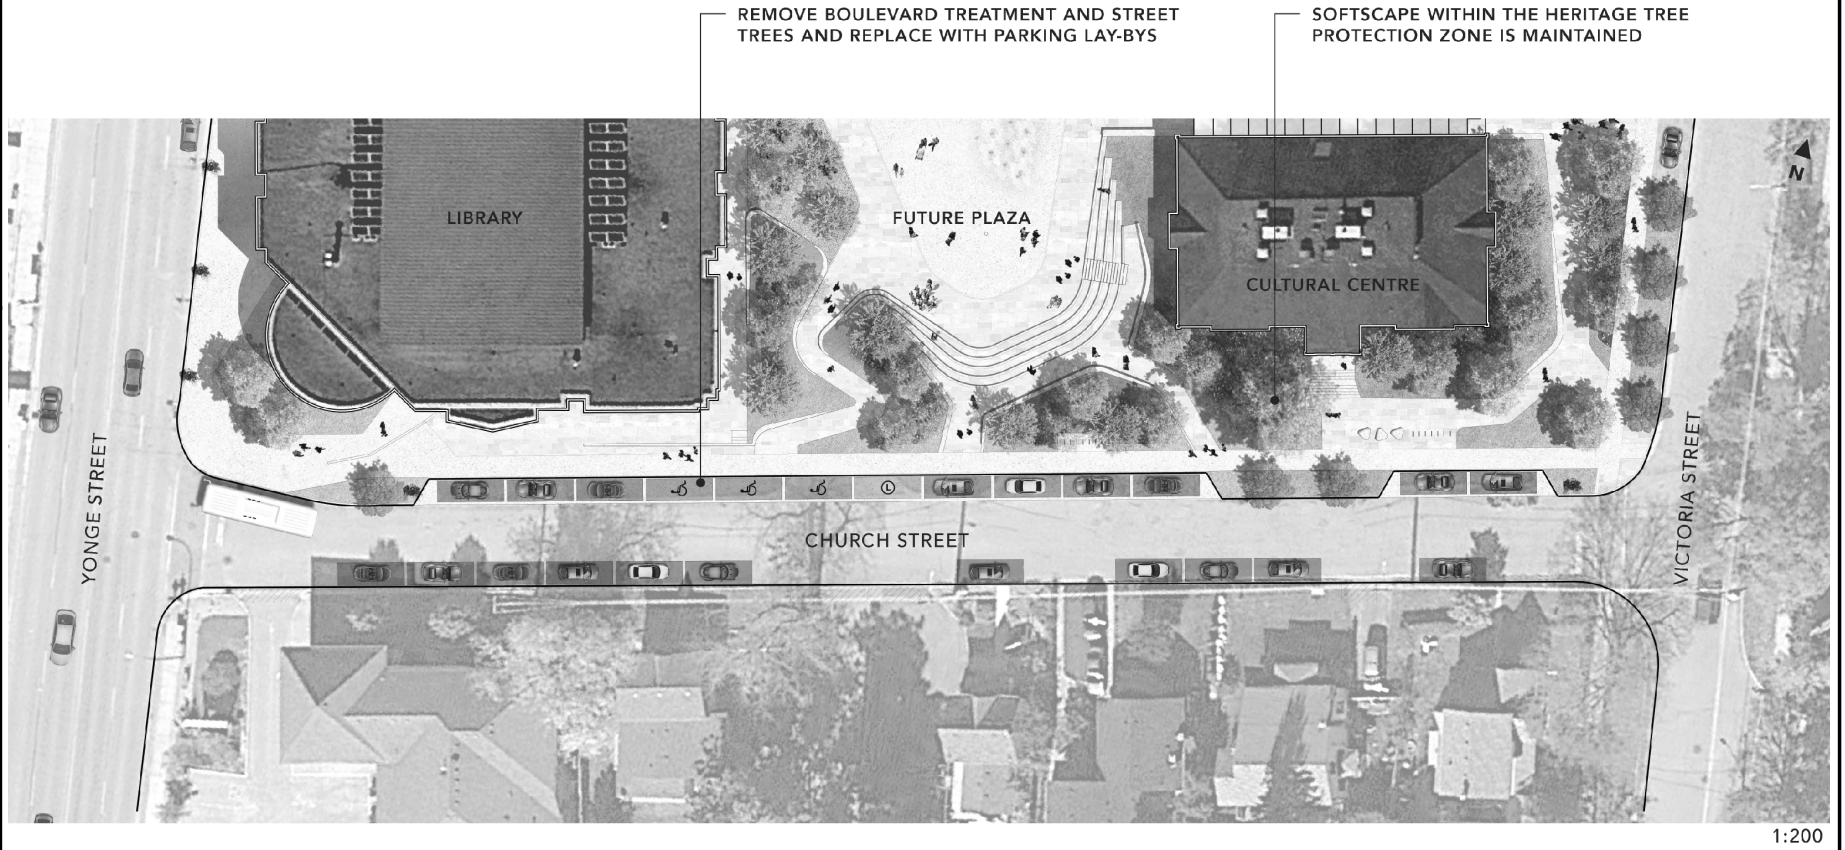 REMOVE BOULEVARD TREATMENT AND STREET
TREES AND REPLACE WITH PARKING LAY-BYS
SOFTSCAPE WITHIN THE HERITAGE TREE
PROTECTION ZONE IS MAINTAINED
N
LIBRARY
FUTURE PLAZA
CULTURAL CENTRE
YONGE STREET
CHURCH STREET
VICTORIA STREET
L
1:200